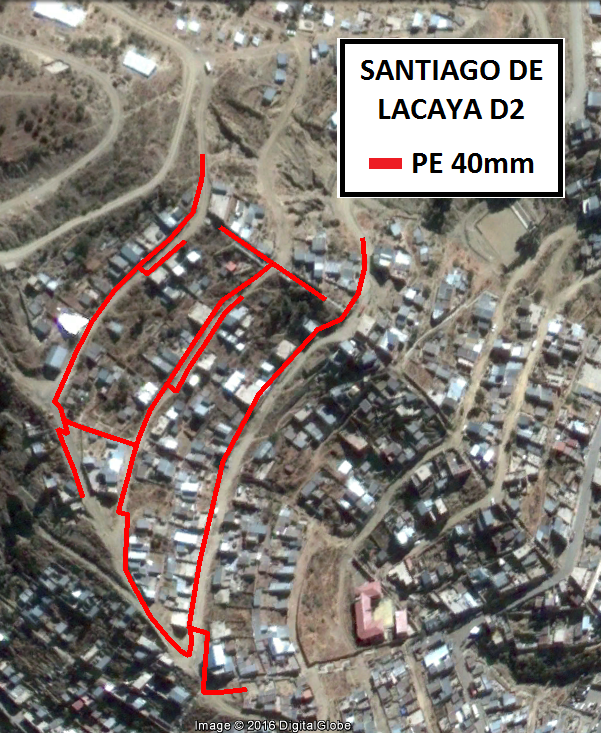 SANTIAGO DE
LACAYA D2
PE 40mm
Image © 2016 DigitalGlobe